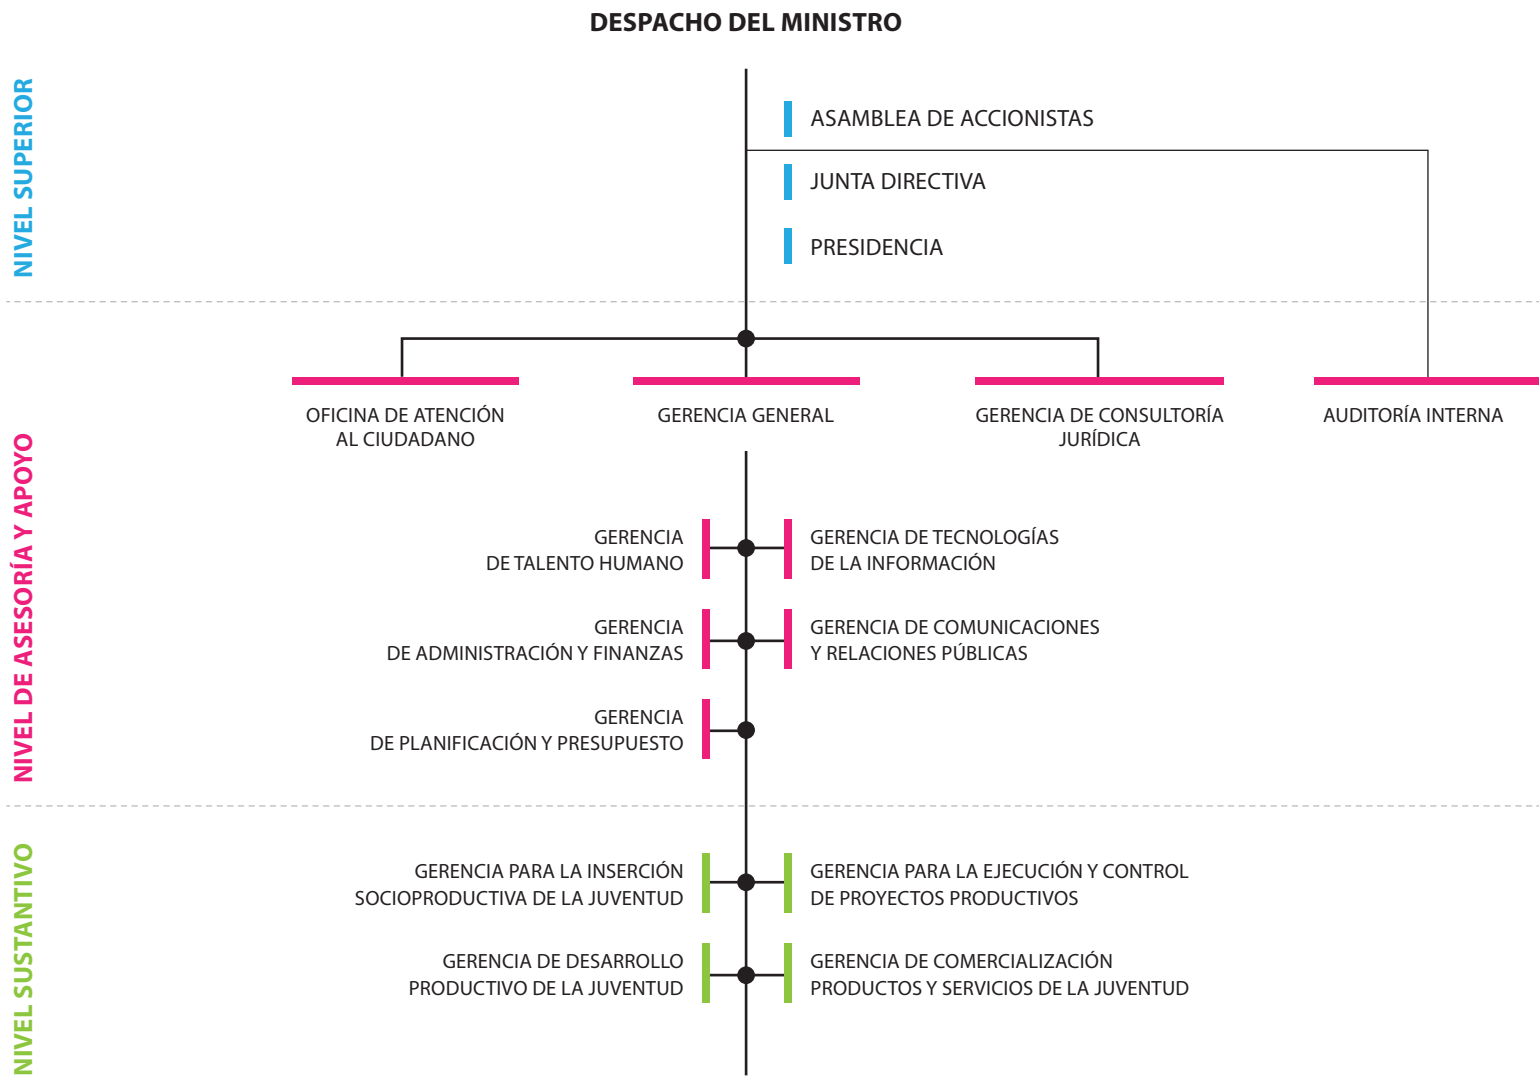 DESPACHO DEL MINISTRO
NIVEL SUPERIOR
ASAMBLEA DE ACCIONISTAS
JUNTA DIRECTIVA
PRESIDENCIA
NIVEL DE ASESORÍA Y APOYO
OFICINA DE ATENCIÓN
AL CIUDADANO
GERENCIA GENERAL
GERENCIA DE CONSULTORÍA
JURÍDICA
AUDITORÍA INTERNA
GERENCIA
DE TALENTO HUMANO
GERENCIA DE TECNOLOGÍAS
DE LA INFORMACIÓN
GERENCIA
DE ADMINISTRACIÓN Y FINANZAS
GERENCIA DE COMUNICACIONES
Y RELACIONES PÚBLICAS
GERENCIA
DE PLANIFICACIÓN Y PRESUPUESTO
NIVEL SUSTANTIVO
GERENCIA PARA LA INSERCIÓN
SOCIOPRODUCTIVA DE LA JUVENTUD
GERENCIA PARA LA EJECUCIÓN Y CONTROL
DE PROYECTOS PRODUCTIVOS
GERENCIA DE DESARROLLO
PRODUCTIVO DE LA JUVENTUD
GERENCIA DE COMERCIALIZACIÓN
PRODUCTOS Y SERVICIOS DE LA JUVENTUD